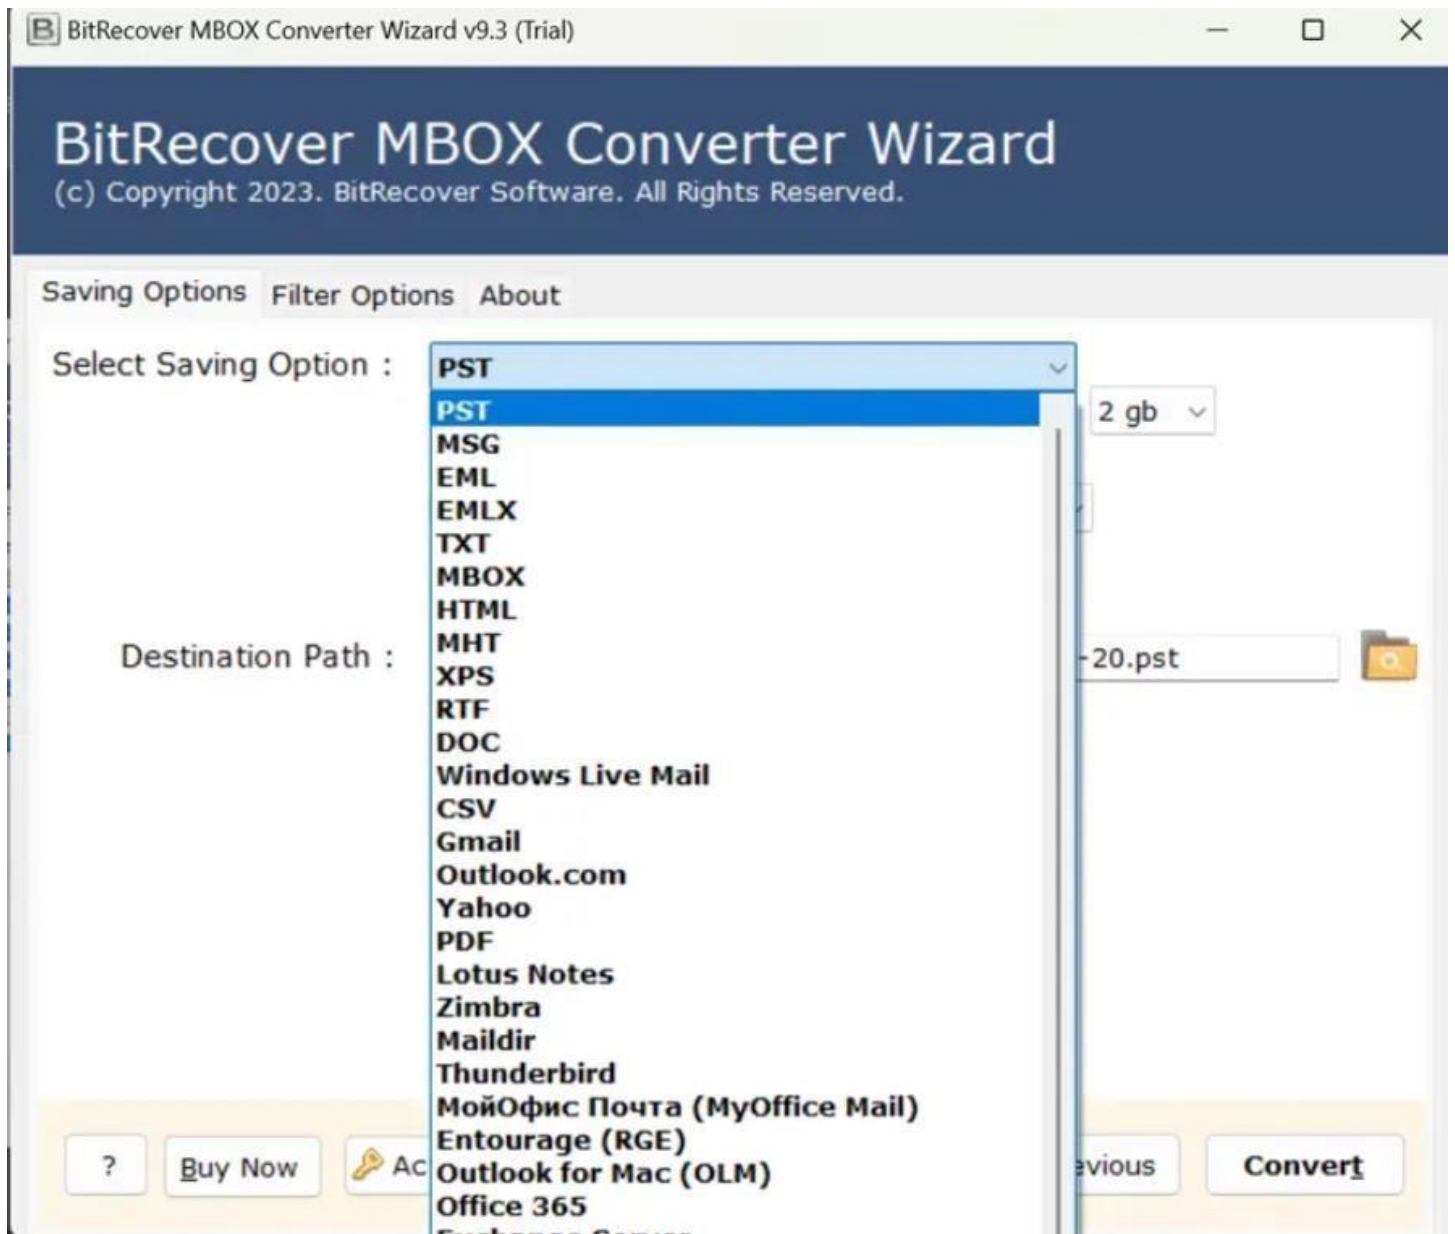 BitRecover MBOX Converter Wizard v9.3 (Trial)
BitRecover MBOX Converter Wizard
(c) Copyright 2023. BitRecover Software. All Rights Reserved.
Saving Options Filter Options About
Select Saving Option : PST
PST
2 gb
MSG
EML
EMLX
TXT
MBOX
HTML
MHT
Destination Path : -20.pst
XPS
RTF
DOC
Windows Live Mail
CSV
Gmail
Outlook.com
Yahoo
PDF
Lotus Notes
Zimbra
Maildir
Thunderbird
МойОфис Почта (MyOffice Mail)
Entourage (RGE)
Outlook for Mac (OLM)
Office 365
? Buy Now Ac evious Convert